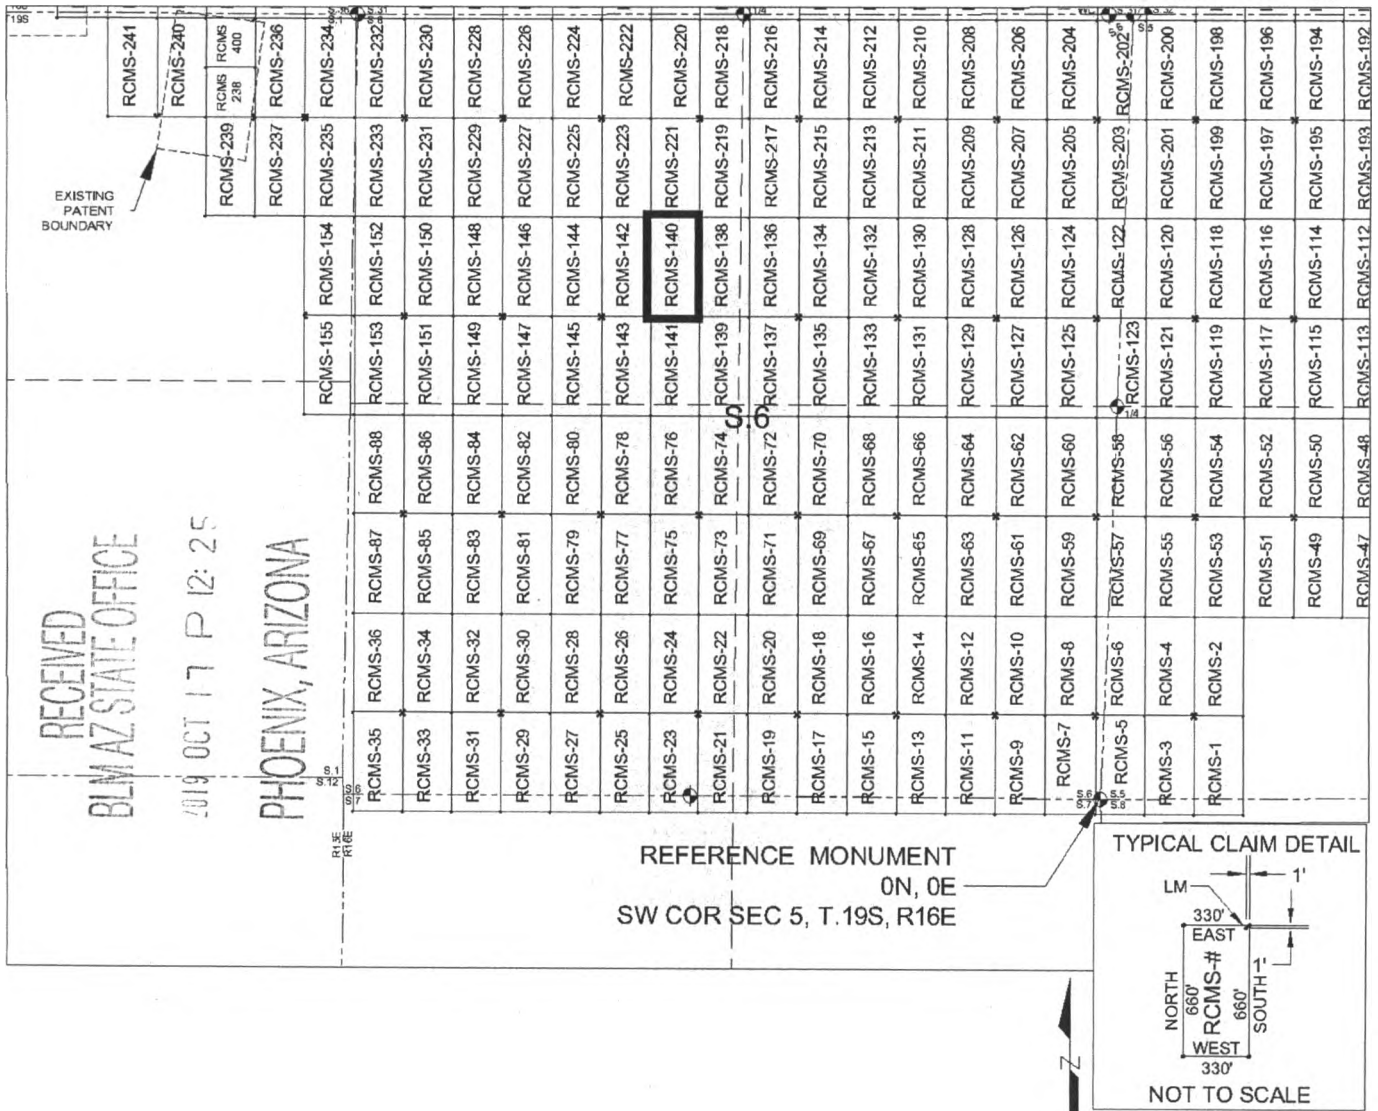 T19S
S.36 S.31
S.1 S.6
1/4
WC
S.31 S.32
S.6 S.5
RCMS-241
RCMS-240
RCMS 400
RCMS 238
RCMS-236
RCMS-234
RCMS-232
RCMS-230
RCMS-228
RCMS-226
RCMS-224
RCMS-222
RCMS-220
RCMS-218
RCMS-216
RCMS-214
RCMS-212
RCMS-210
RCMS-208
RCMS-206
RCMS-204
RCMS-202
RCMS-200
RCMS-198
RCMS-196
RCMS-194
RCMS-192
RCMS-239
RCMS-237
RCMS-235
RCMS-233
RCMS-231
RCMS-229
RCMS-227
RCMS-225
RCMS-223
RCMS-221
RCMS-219
RCMS-217
RCMS-215
RCMS-213
RCMS-211
RCMS-209
RCMS-207
RCMS-205
RCMS-203
RCMS-201
RCMS-199
RCMS-197
RCMS-195
RCMS-193
EXISTING
PATENT
BOUNDARY
RCMS-154
RCMS-152
RCMS-150
RCMS-148
RCMS-146
RCMS-144
RCMS-142
RCMS-140
RCMS-138
RCMS-136
RCMS-134
RCMS-132
RCMS-130
RCMS-128
RCMS-126
RCMS-124
RCMS-122
RCMS-120
RCMS-118
RCMS-116
RCMS-114
RCMS-112
RCMS-155
RCMS-153
RCMS-151
RCMS-149
RCMS-147
RCMS-145
RCMS-143
RCMS-141
RCMS-139
RCMS-137
RCMS-135
RCMS-133
RCMS-131
RCMS-129
RCMS-127
RCMS-125
RCMS-123
RCMS-121
RCMS-119
RCMS-117
RCMS-115
RCMS-113
S.6
1/4
RCMS-88
RCMS-86
RCMS-84
RCMS-82
RCMS-80
RCMS-78
RCMS-76
RCMS-74
RCMS-72
RCMS-70
RCMS-68
RCMS-66
RCMS-64
RCMS-62
RCMS-60
RCMS-58
RCMS-56
RCMS-54
RCMS-52
RCMS-50
RCMS-48
RCMS-87
RCMS-85
RCMS-83
RCMS-81
RCMS-79
RCMS-77
RCMS-75
RCMS-73
RCMS-71
RCMS-69
RCMS-67
RCMS-65
RCMS-63
RCMS-61
RCMS-59
RCMS-57
RCMS-55
RCMS-53
RCMS-51
RCMS-49
RCMS-47
RCMS-36
RCMS-34
RCMS-32
RCMS-30
RCMS-28
RCMS-26
RCMS-24
RCMS-22
RCMS-20
RCMS-18
RCMS-16
RCMS-14
RCMS-12
RCMS-10
RCMS-8
RCMS-6
RCMS-4
RCMS-2
RCMS-35
RCMS-33
RCMS-31
RCMS-29
RCMS-27
RCMS-25
RCMS-23
RCMS-21
RCMS-19
RCMS-17
RCMS-15
RCMS-13
RCMS-11
RCMS-9
RCMS-7
RCMS-5
RCMS-3
RCMS-1
RECEIVED
BLM AZ STATE OFFICE
2019 OCT 17 P 12:25
PHOENIX, ARIZONA
S.1
S.12
S.6
S.7
R15E
R16E
S.6 S.5
S.7 S.8
REFERENCE MONUMENT
0N, 0E
SW COR SEC 5, T.19S, R16E
TYPICAL CLAIM DETAIL
1'
LM
330'
EAST
NORTH
660'
RCMS-#
660'
SOUTH
1'
WEST
330'
NOT TO SCALE
N